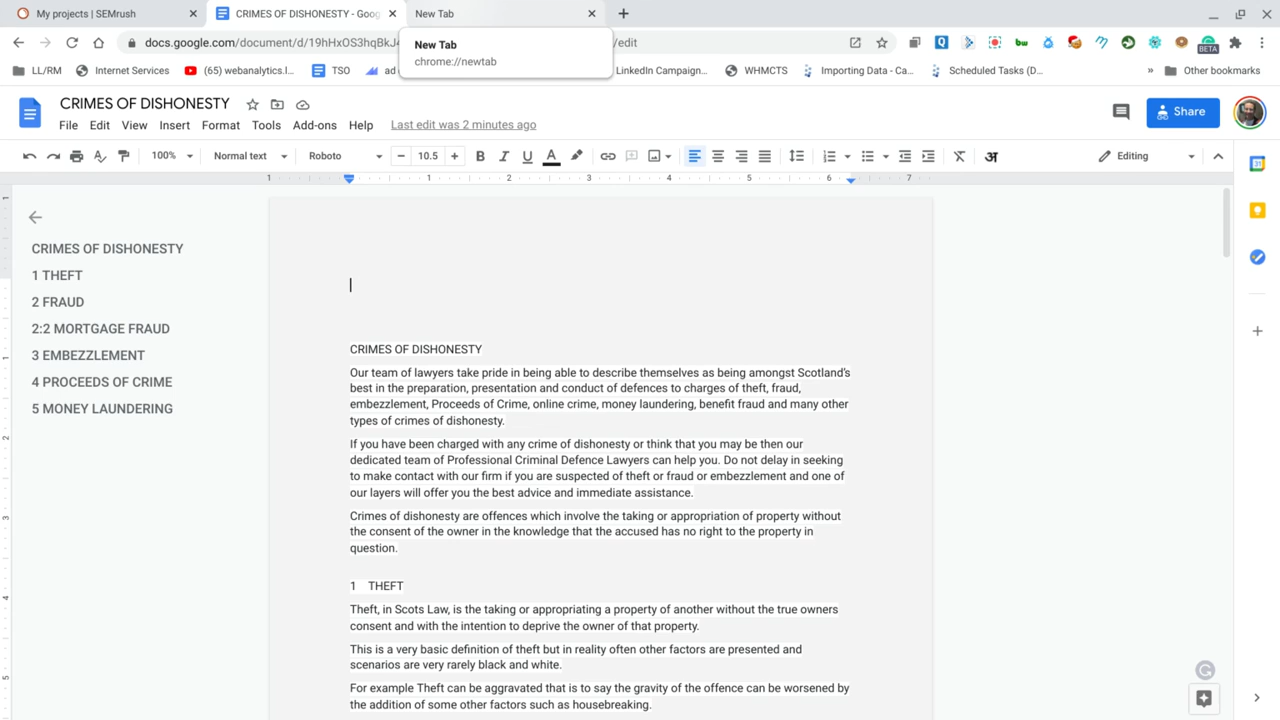 My projects | SEMrush
CRIMES OF DISHONESTY - Goog
New Tab
docs.google.com/document/d/19hHxOS3hqBkJ
/edit
New Tab
chrome://newtab
LL/RM
Internet Services
(65) webanalytics.l...
TSO
ad
LinkedIn Campaign...
WHMCTS
Importing Data - Ca...
Scheduled Tasks (D...
»
Other bookmarks
BETA
CRIMES OF DISHONESTY
File Edit View Insert Format Tools Add-ons Help
Last edit was 2 minutes ago
Share
100% Normal text Roboto − 10.5 + B I U A
अ
Editing
1 1 2 3 4 5 6 7
CRIMES OF DISHONESTY
1 THEFT
2 FRAUD
2:2 MORTGAGE FRAUD
3 EMBEZZLEMENT
4 PROCEEDS OF CRIME
5 MONEY LAUNDERING
CRIMES OF DISHONESTY
Our team of lawyers take pride in being able to describe themselves as being amongst Scotland's
best in the preparation, presentation and conduct of defences to charges of theft, fraud,
embezzlement, Proceeds of Crime, online crime, money laundering, benefit fraud and many other
types of crimes of dishonesty.
If you have been charged with any crime of dishonesty or think that you may be then our
dedicated team of Professional Criminal Defence Lawyers can help you. Do not delay in seeking
to make contact with our firm if you are suspected of theft or fraud or embezzlement and one of
our layers will offer you the best advice and immediate assistance.
Crimes of dishonesty are offences which involve the taking or appropriation of property without
the consent of the owner in the knowledge that the accused has no right to the property in
question.
1 THEFT
Theft, in Scots Law, is the taking or appropriating a property of another without the true owners
consent and with the intention to deprive the owner of that property.
This is a very basic definition of theft but in reality often other factors are presented and
scenarios are very rarely black and white.
For example Theft can be aggravated that is to say the gravity of the offence can be worsened by
the addition of some other factors such as housebreaking.